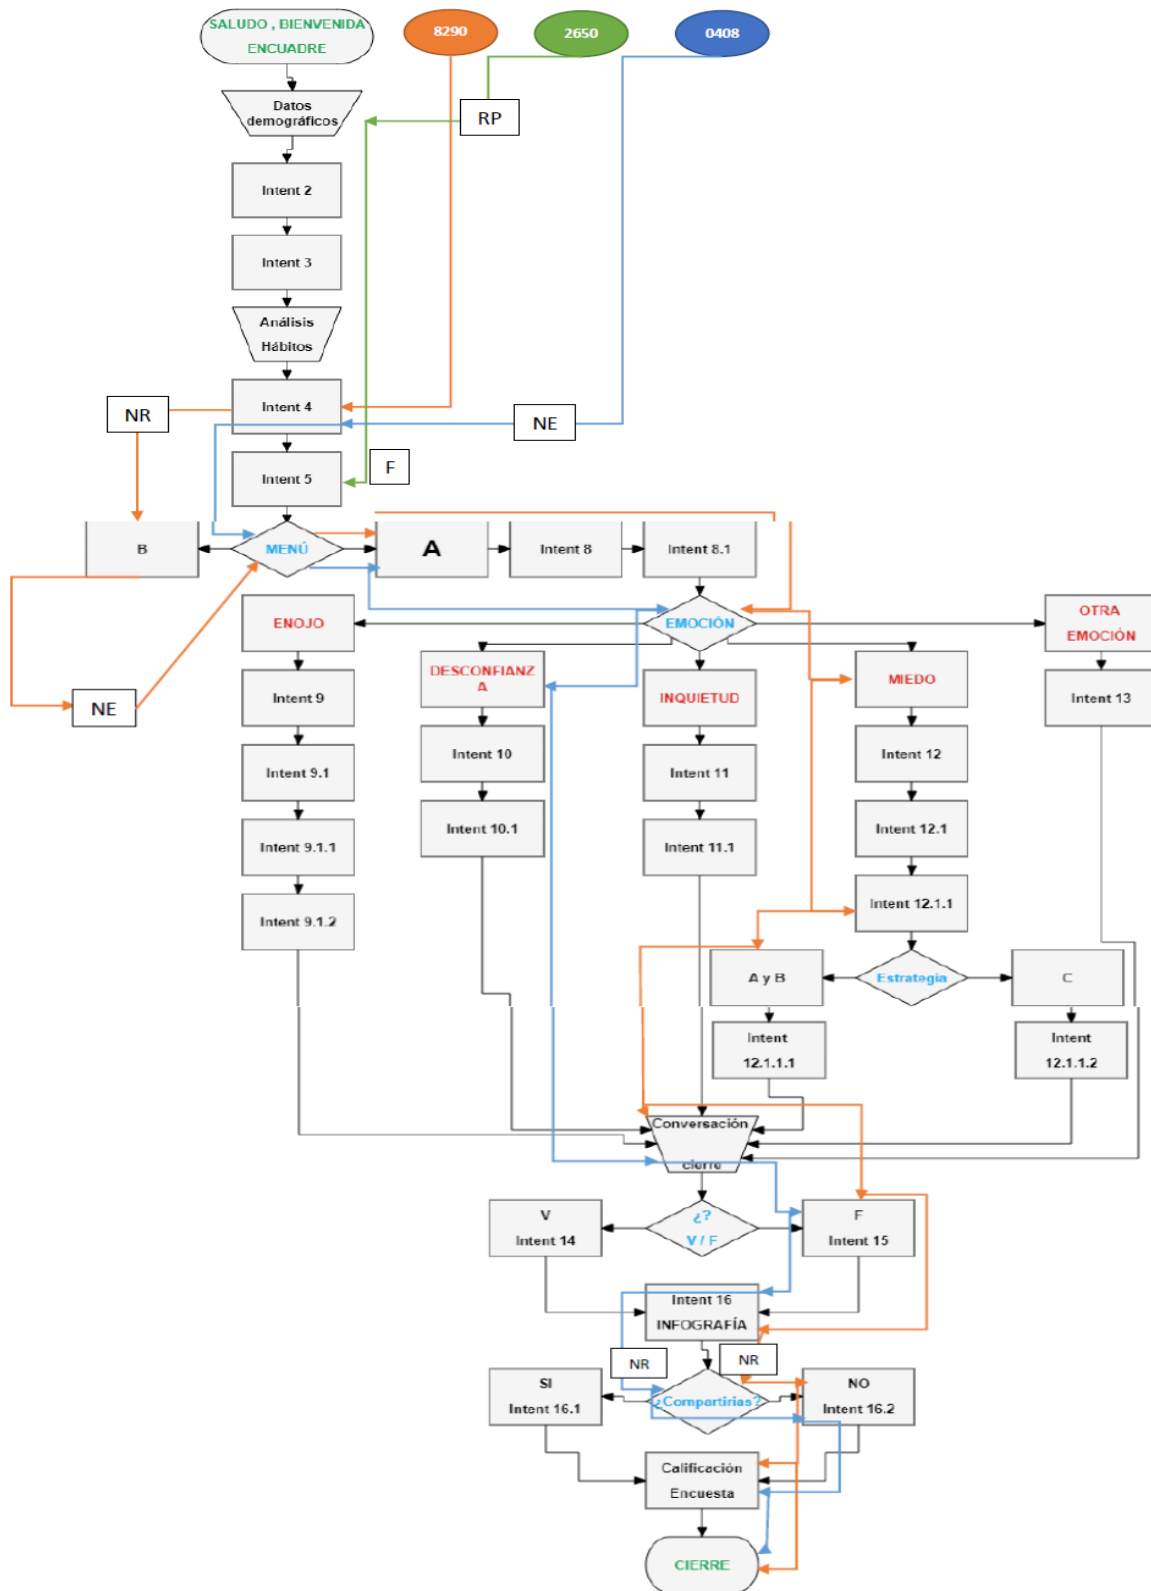 SALUDO , BIENVENIDA
ENCUADRE
8290
2650
0408
Datos
demográficos
RP
Intent 2
Intent 3
Análisis
Hábitos
Intent 4
NR
NE
F
Intent 5
B
MENÚ
A
Intent 8
Intent 8.1
ENOJO
EMOCIÓN
OTRA
EMOCIÓN
DESCONFIANZ
A
INQUIETUD
MIEDO
NE
Intent 9
Intent 13
Intent 10
Intent 11
Intent 12
Intent 9.1
Intent 10.1
Intent 11.1
Intent 12.1
Intent 9.1.1
Intent 9.1.2
Intent 12.1.1
A y B
Estrategia
C
Intent
12.1.1.1
Intent
12.1.1.2
Conversación
cierre
V
Intent 14
¿?
V / F
F
Intent 15
Intent 16
INFOGRAFÍA
NR
NR
SI
Intent 16.1
¿Compartirias?
NO
Intent 16.2
Calificación
Encuesta
CIERRE